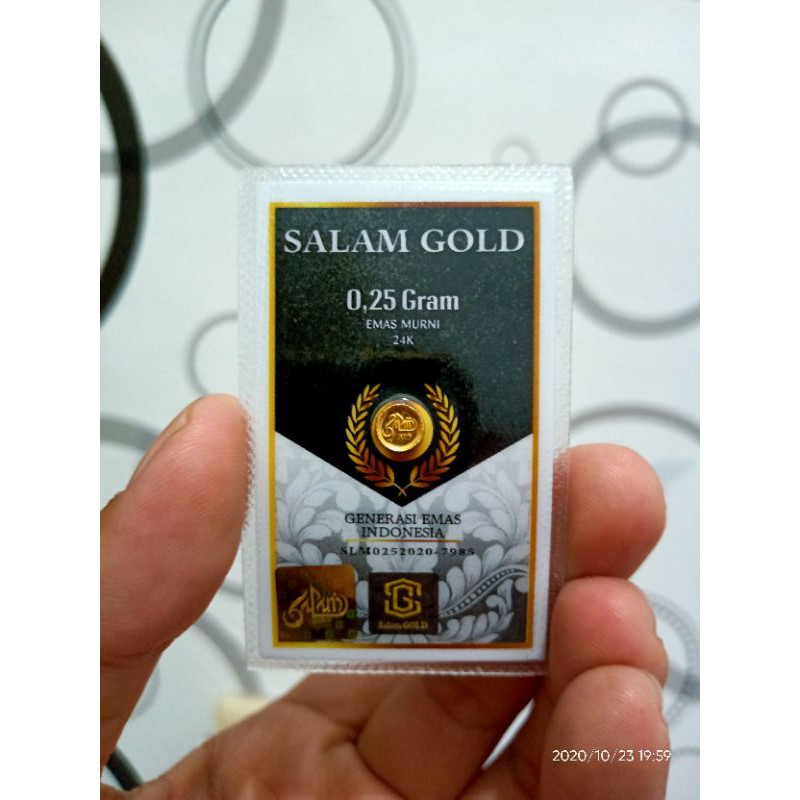 SALAM GOLD
0,25 Gram
EMAS MURNI
24K
GENERASI EMAS
INDONESIA
SLM0252020-7985
Salam GOLD
2020/10/23 19:59